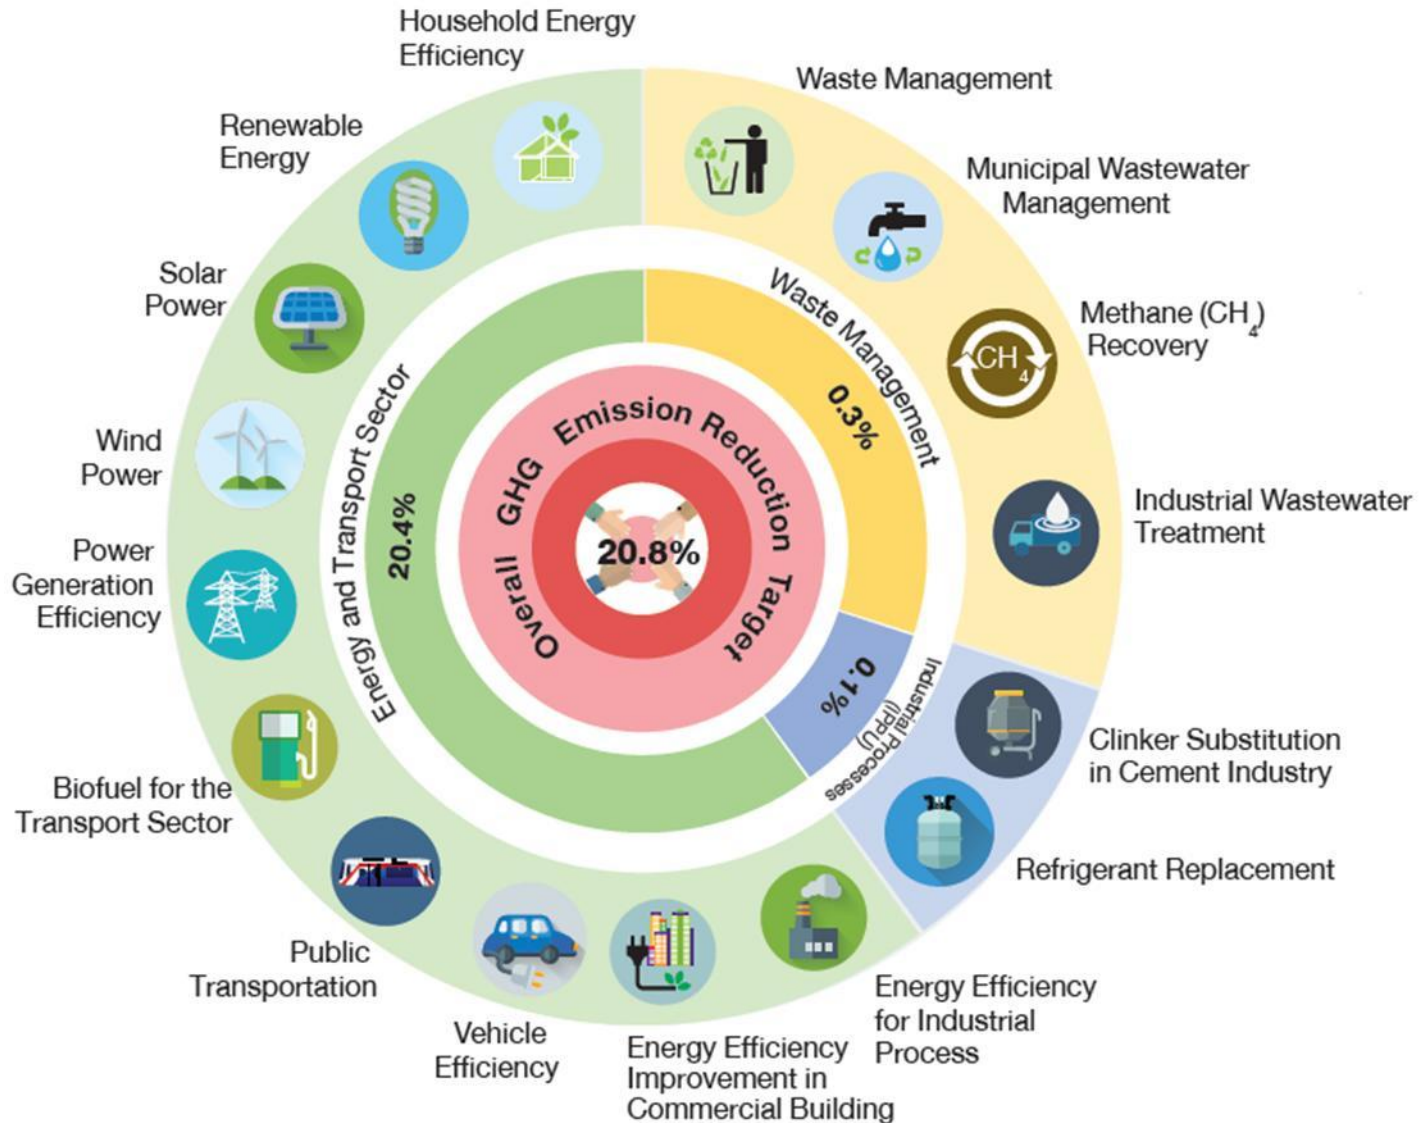 Household Energy
Efficiency
Waste Management
Renewable
Energy
Municipal Wastewater
Management
Solar
Power
Methane (CH4)
Recovery
CH4
Wind
Power
Industrial Wastewater
Treatment
Power
Generation
Efficiency
Clinker Substitution
in Cement Industry
Biofuel for the
Transport Sector
Refrigerant Replacement
Public
Transportation
Energy Efficiency
for Industrial
Process
Vehicle
Efficiency
Energy Efficiency
Improvement in
Commercial Building
Waste Management
0.3%
Energy and Transport Sector
20.4%
Industrial Processes
(IPPU)
0.1%
Overall GHG Emission Reduction Target
20.8%